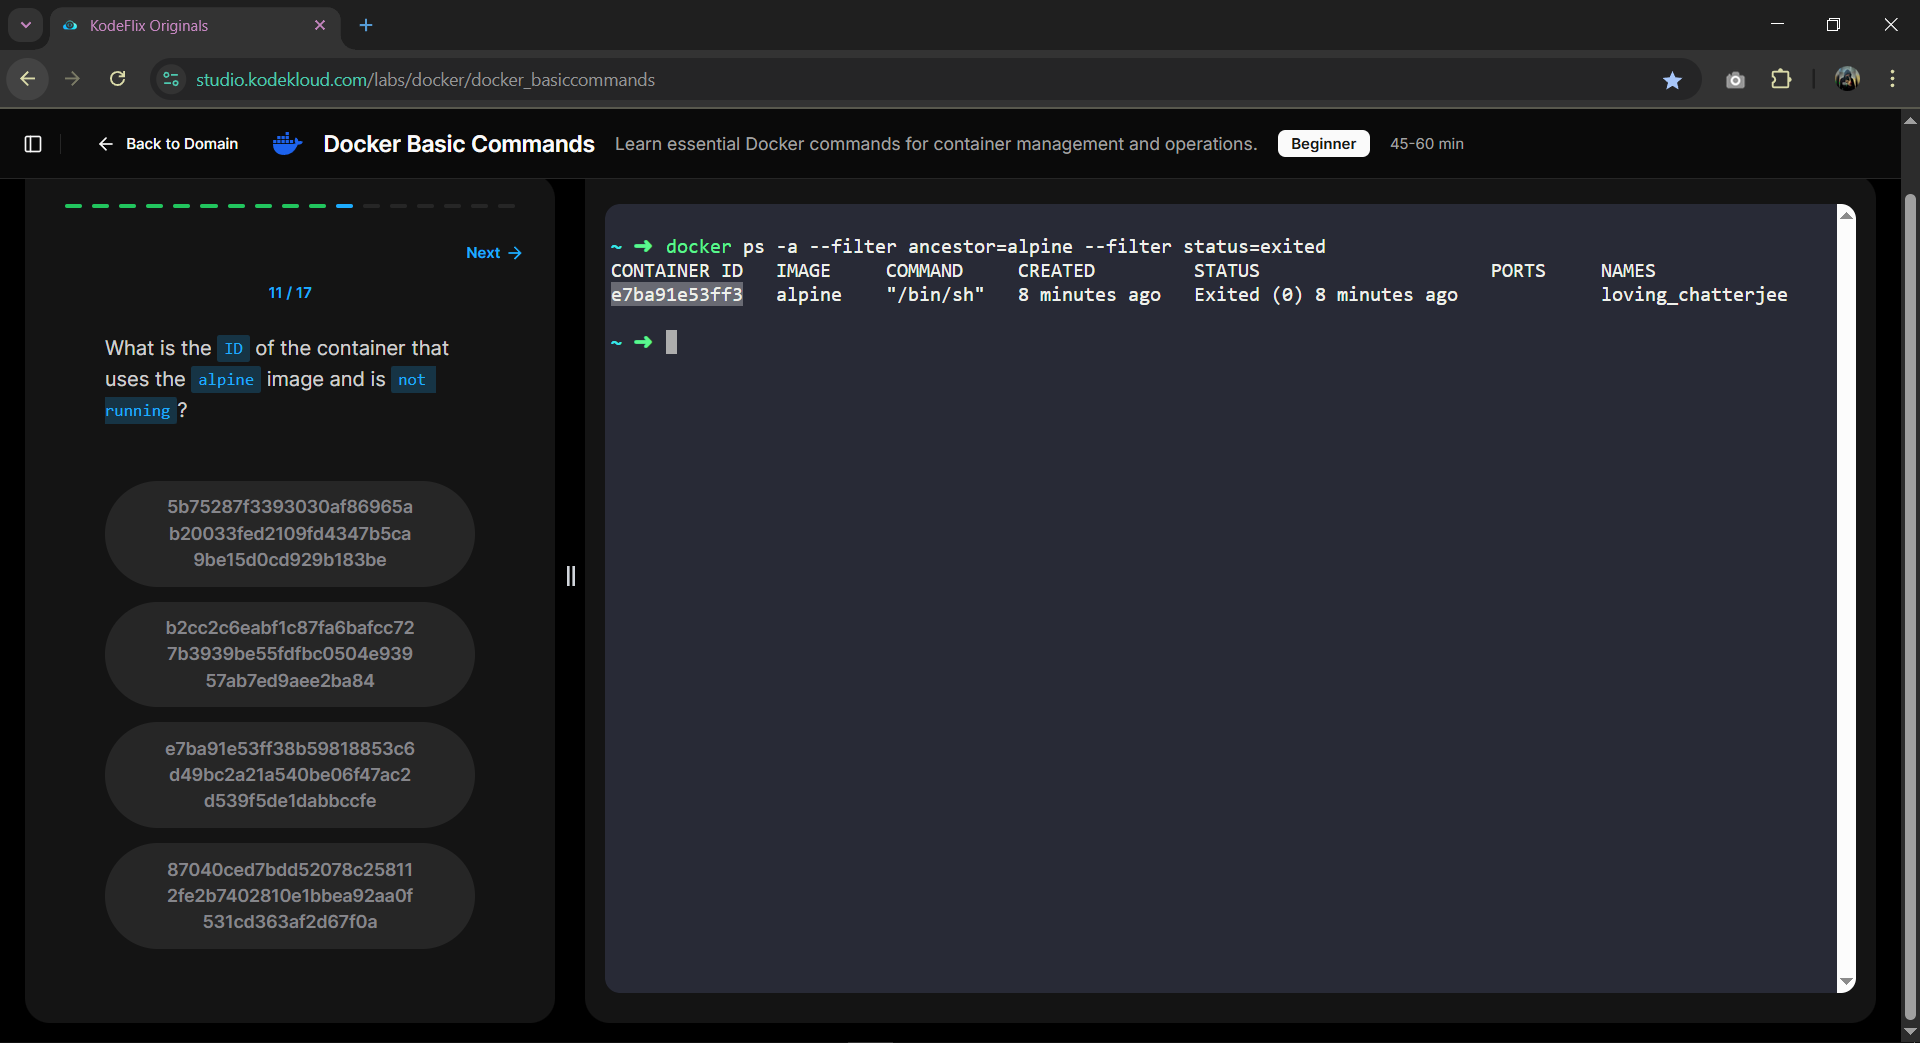 KodeFlix Originals
studio.kodekloud.com/labs/docker/docker_basiccommands
Back to Domain
Docker Basic Commands
Learn essential Docker commands for container management and operations.
Beginner
45-60 min
Next →
11 / 17
What is the ID of the container that
uses the alpine image and is not
running ?
5b75287f3393030af86965a
b20033fed2109fd4347b5ca
9be15d0cd929b183be
b2cc2c6eabf1c87fa6bafcc72
7b3939be55fdfbc0504e939
57ab7ed9aee2ba84
e7ba91e53ff38b59818853c6
d49bc2a21a540be06f47ac2
d539f5de1dabbccfe
87040ced7bdd52078c25811
2fe2b7402810e1bbea92aa0f
531cd363af2d67f0a
~ ➜ docker ps -a --filter ancestor=alpine --filter status=exited
CONTAINER ID   IMAGE     COMMAND     CREATED         STATUS                     PORTS     NAMES
e7ba91e53ff3   alpine    "/bin/sh"   8 minutes ago   Exited (0) 8 minutes ago             loving_chatterjee
~ ➜